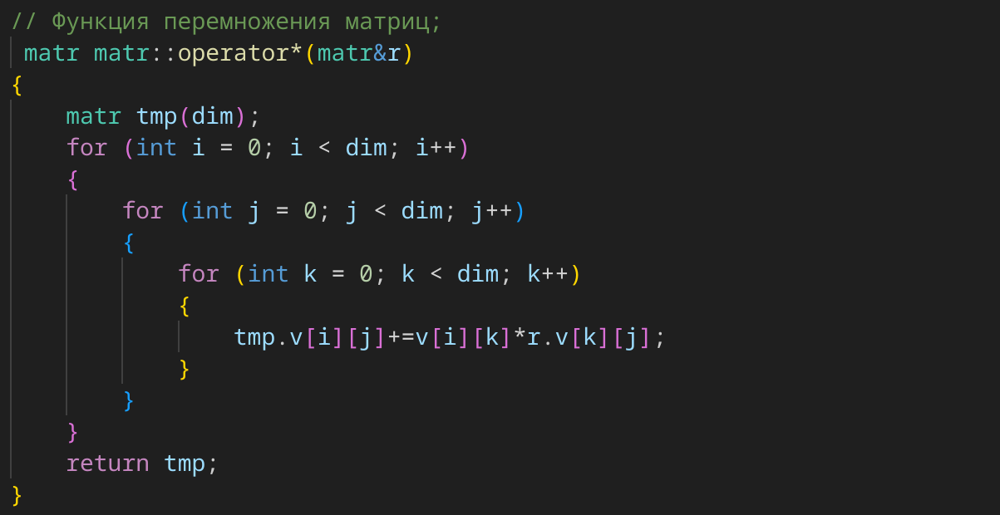 // Функция перемножения матриц;
matr matr::operator*(matr&r)
{
    matr tmp(dim);
    for (int i = 0; i < dim; i++)
    {
        for (int j = 0; j < dim; j++)
        {
            for (int k = 0; k < dim; k++)
            {
                tmp.v[i][j]+=v[i][k]*r.v[k][j];
            }
        }
    }
    return tmp;
}